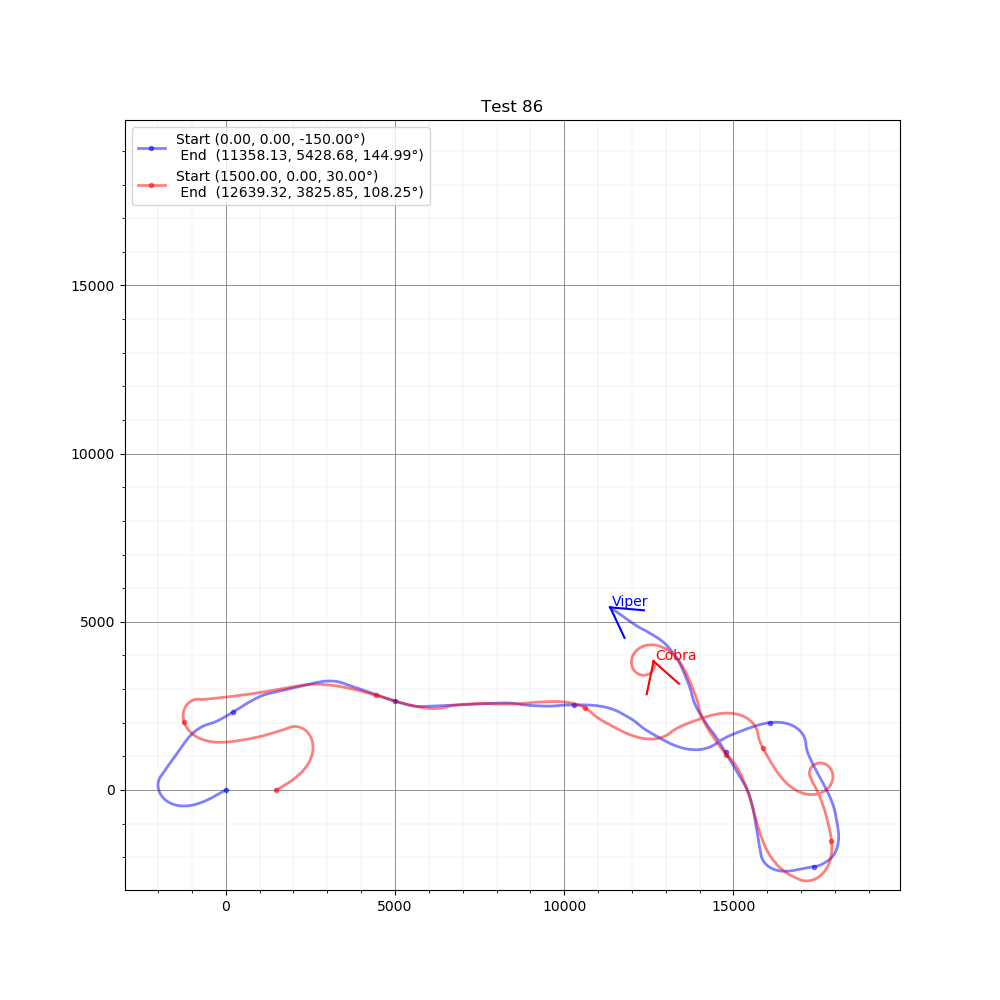 Test 86
Start (0.00, 0.00, -150.00°)
End  (11358.13, 5428.68, 144.99°)
Start (1500.00, 0.00, 30.00°)
End  (12639.32, 3825.85, 108.25°)
15000
10000
5000
0
Viper
Cobra
0
5000
10000
15000